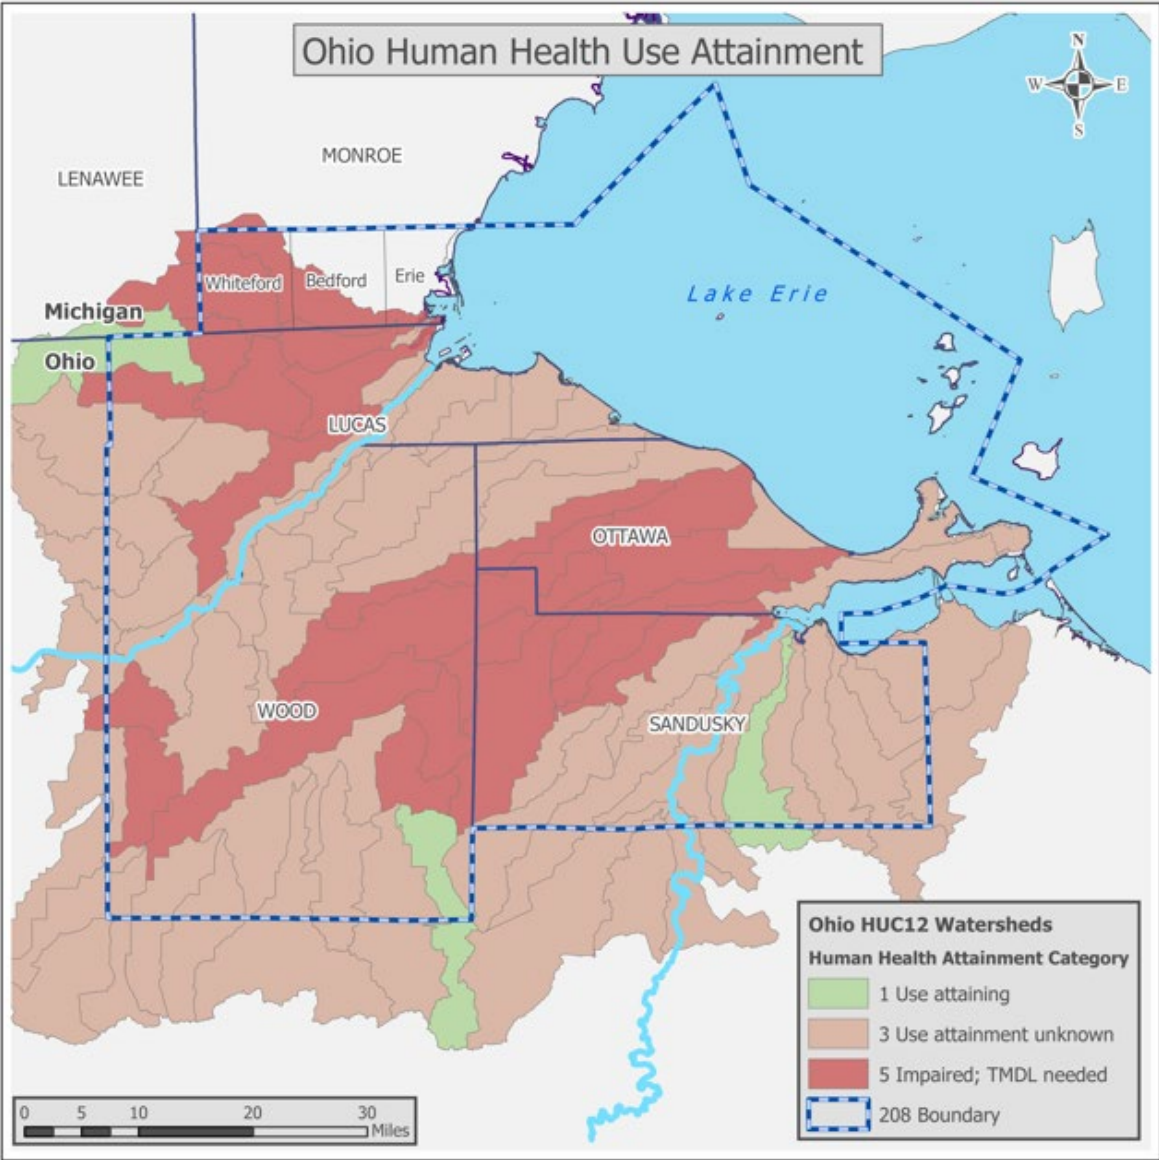 Ohio Human Health Use Attainment
N
W E
S
MONROE
LENAWEE
Whiteford
Bedford
Erie
Michigan
Ohio
Lake Erie
LUCAS
OTTAWA
WOOD
SANDUSKY
Ohio HUC12 Watersheds
Human Health Attainment Category
1 Use attaining
3 Use attainment unknown
5 Impaired; TMDL needed
208 Boundary
0 5 10 20 30
Miles